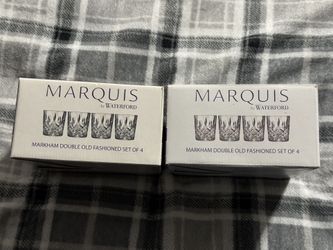 MARQUIS
by WATERFORD
MARKHAM DOUBLE OLD FASHIONED SET OF 4
MARQUIS
by WATERFORD
MARKHAM DOUBLE OLD FASHIONED SET OF 4